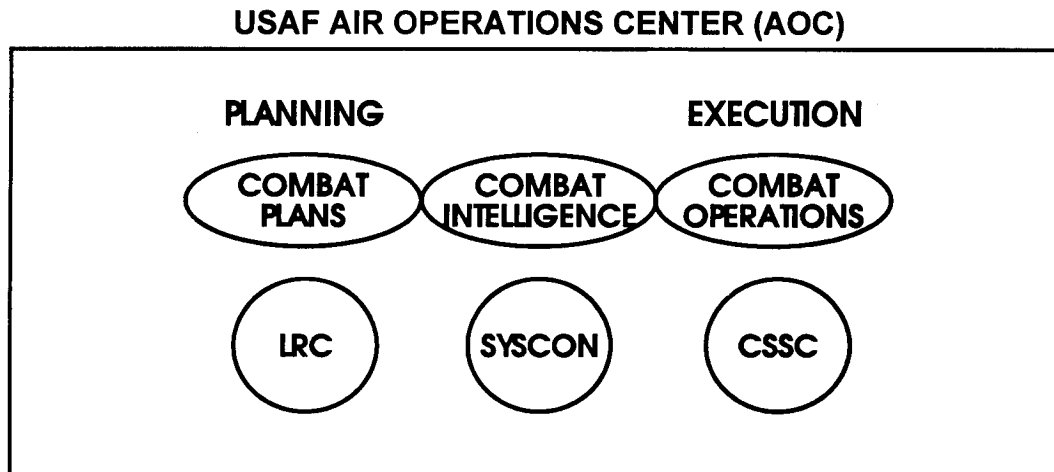 USAF AIR OPERATIONS CENTER (AOC)
PLANNING
EXECUTION
COMBAT
PLANS
COMBAT
INTELLIGENCE
COMBAT
OPERATIONS
LRC
SYSCON
CSSC